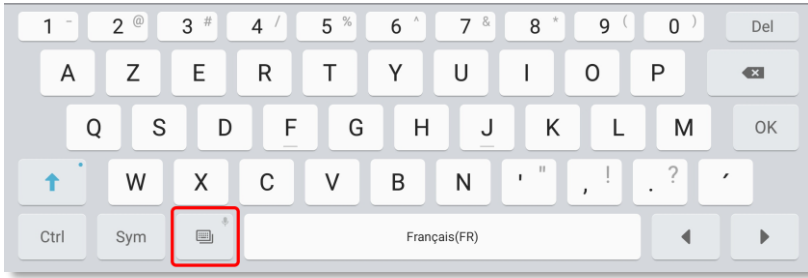 1 - 2 @ 3 # 4 / 5 % 6 ^ 7 & 8 * 9 ( 0 ) Del
A Z E R T Y U I O P
Q S D F G H J K L M OK
W X C V B N ' " , ! . ? ´
Ctrl Sym Français(FR)